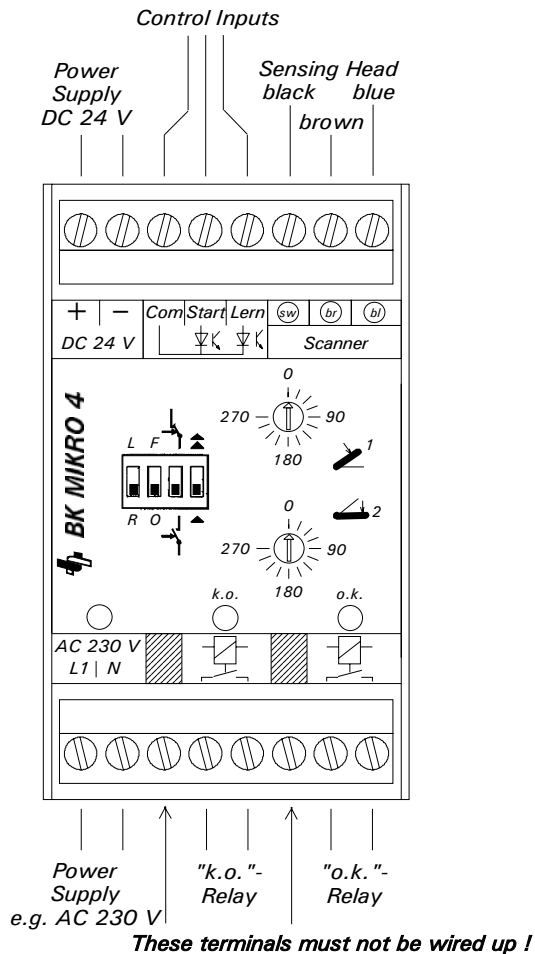 Control Inputs
Power
Supply
DC 24 V
Sensing Head
black blue
brown
+ − Com Start Lern sw br bl
DC 24 V Scanner
BK MIKRO 4
L F
R O
0
270 90
180
1
0
270 90
180
2
k.o. o.k.
AC 230 V
L1 | N
Power
Supply
e.g. AC 230 V
"k.o."-
Relay
"o.k."-
Relay
These terminals must not be wired up !